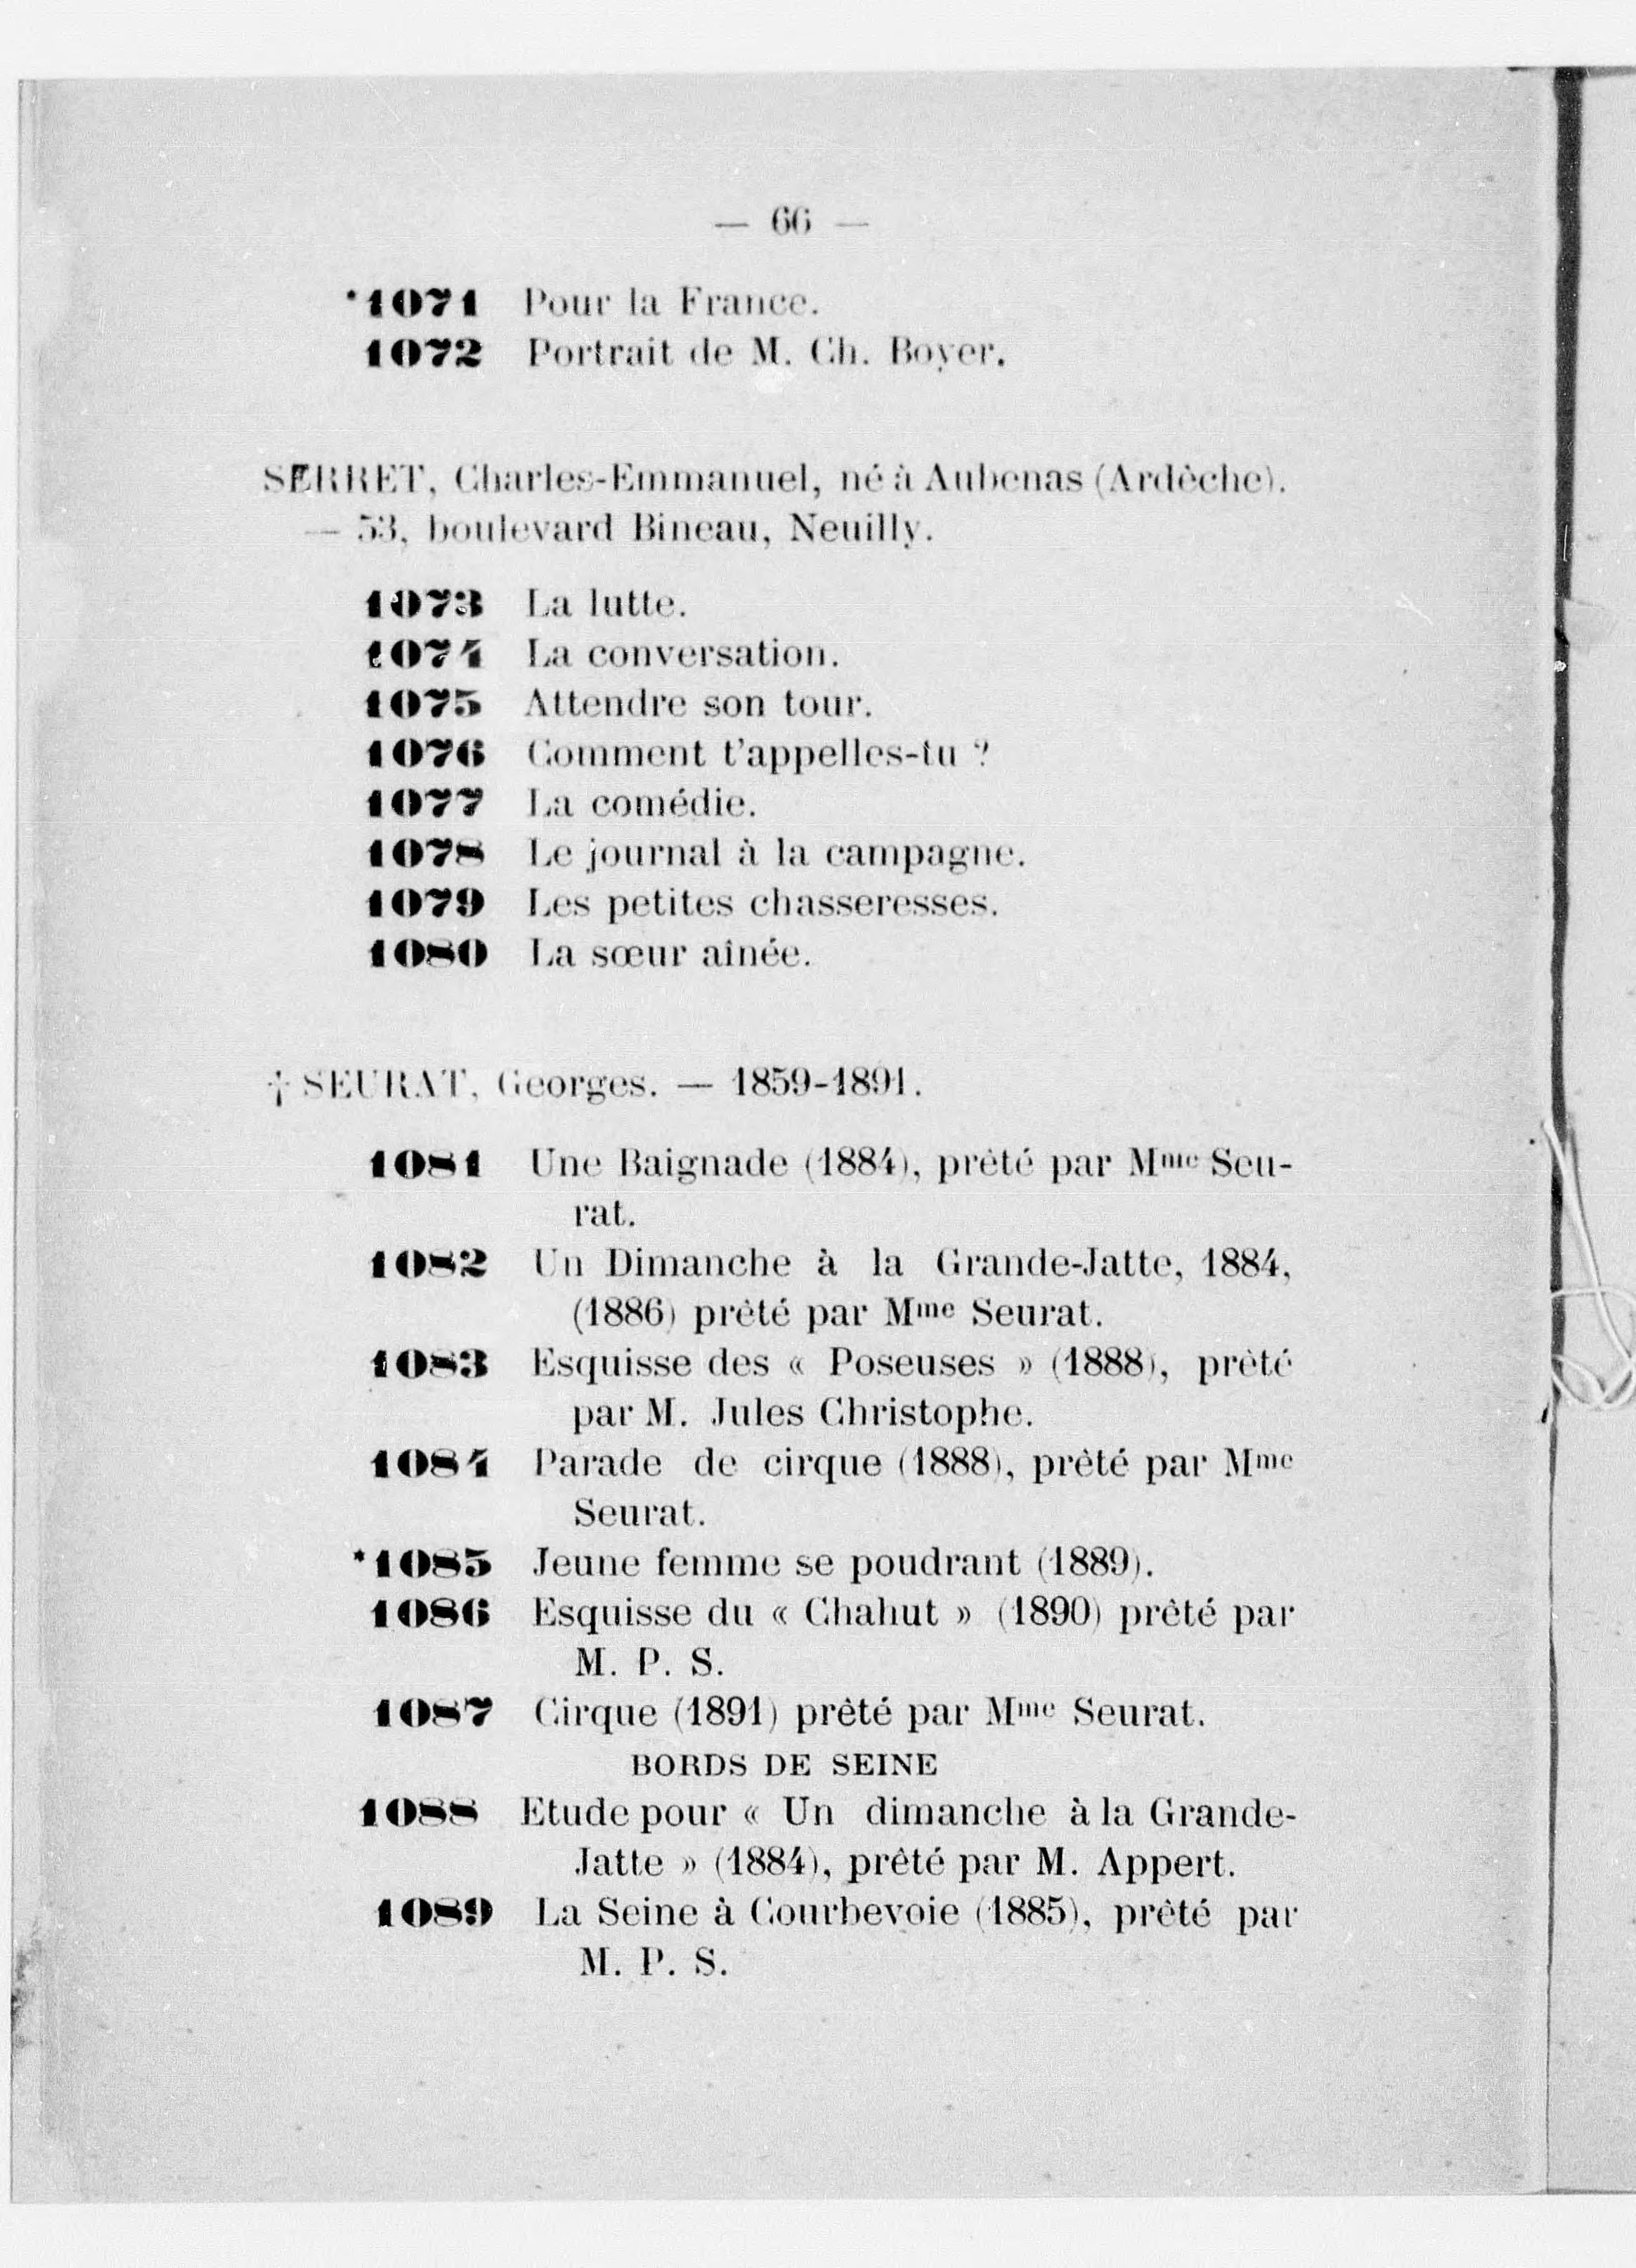 — 66 —
*1071 Pour la France.
1072 Portrait de M. Ch. Boyer.
SERRET, Charles-Emmanuel, né à Aubenas (Ardèche).
— 53, boulevard Bineau, Neuilly.
1073 La lutte.
1074 La conversation.
1075 Attendre son tour.
1076 Comment t'appelles-tu ?
1077 La comédie.
1078 Le journal à la campagne.
1079 Les petites chasseresses.
1080 La sœur aînée.
† SEURAT, Georges. — 1859-1891.
1081 Une Baignade (1884), prêté par Mme Seu-
rat.
1082 Un Dimanche à la Grande-Jatte, 1884,
(1886) prêté par Mme Seurat.
1083 Esquisse des « Poseuses » (1888), prêté
par M. Jules Christophe.
1084 Parade de cirque (1888), prêté par Mme
Seurat.
*1085 Jeune femme se poudrant (1889).
1086 Esquisse du « Chahut » (1890) prêté par
M. P. S.
1087 Cirque (1891) prêté par Mme Seurat.
BORDS DE SEINE
1088 Etude pour « Un dimanche à la Grande-
Jatte » (1884), prêté par M. Appert.
1089 La Seine à Courbevoie (1885), prêté par
M. P. S.